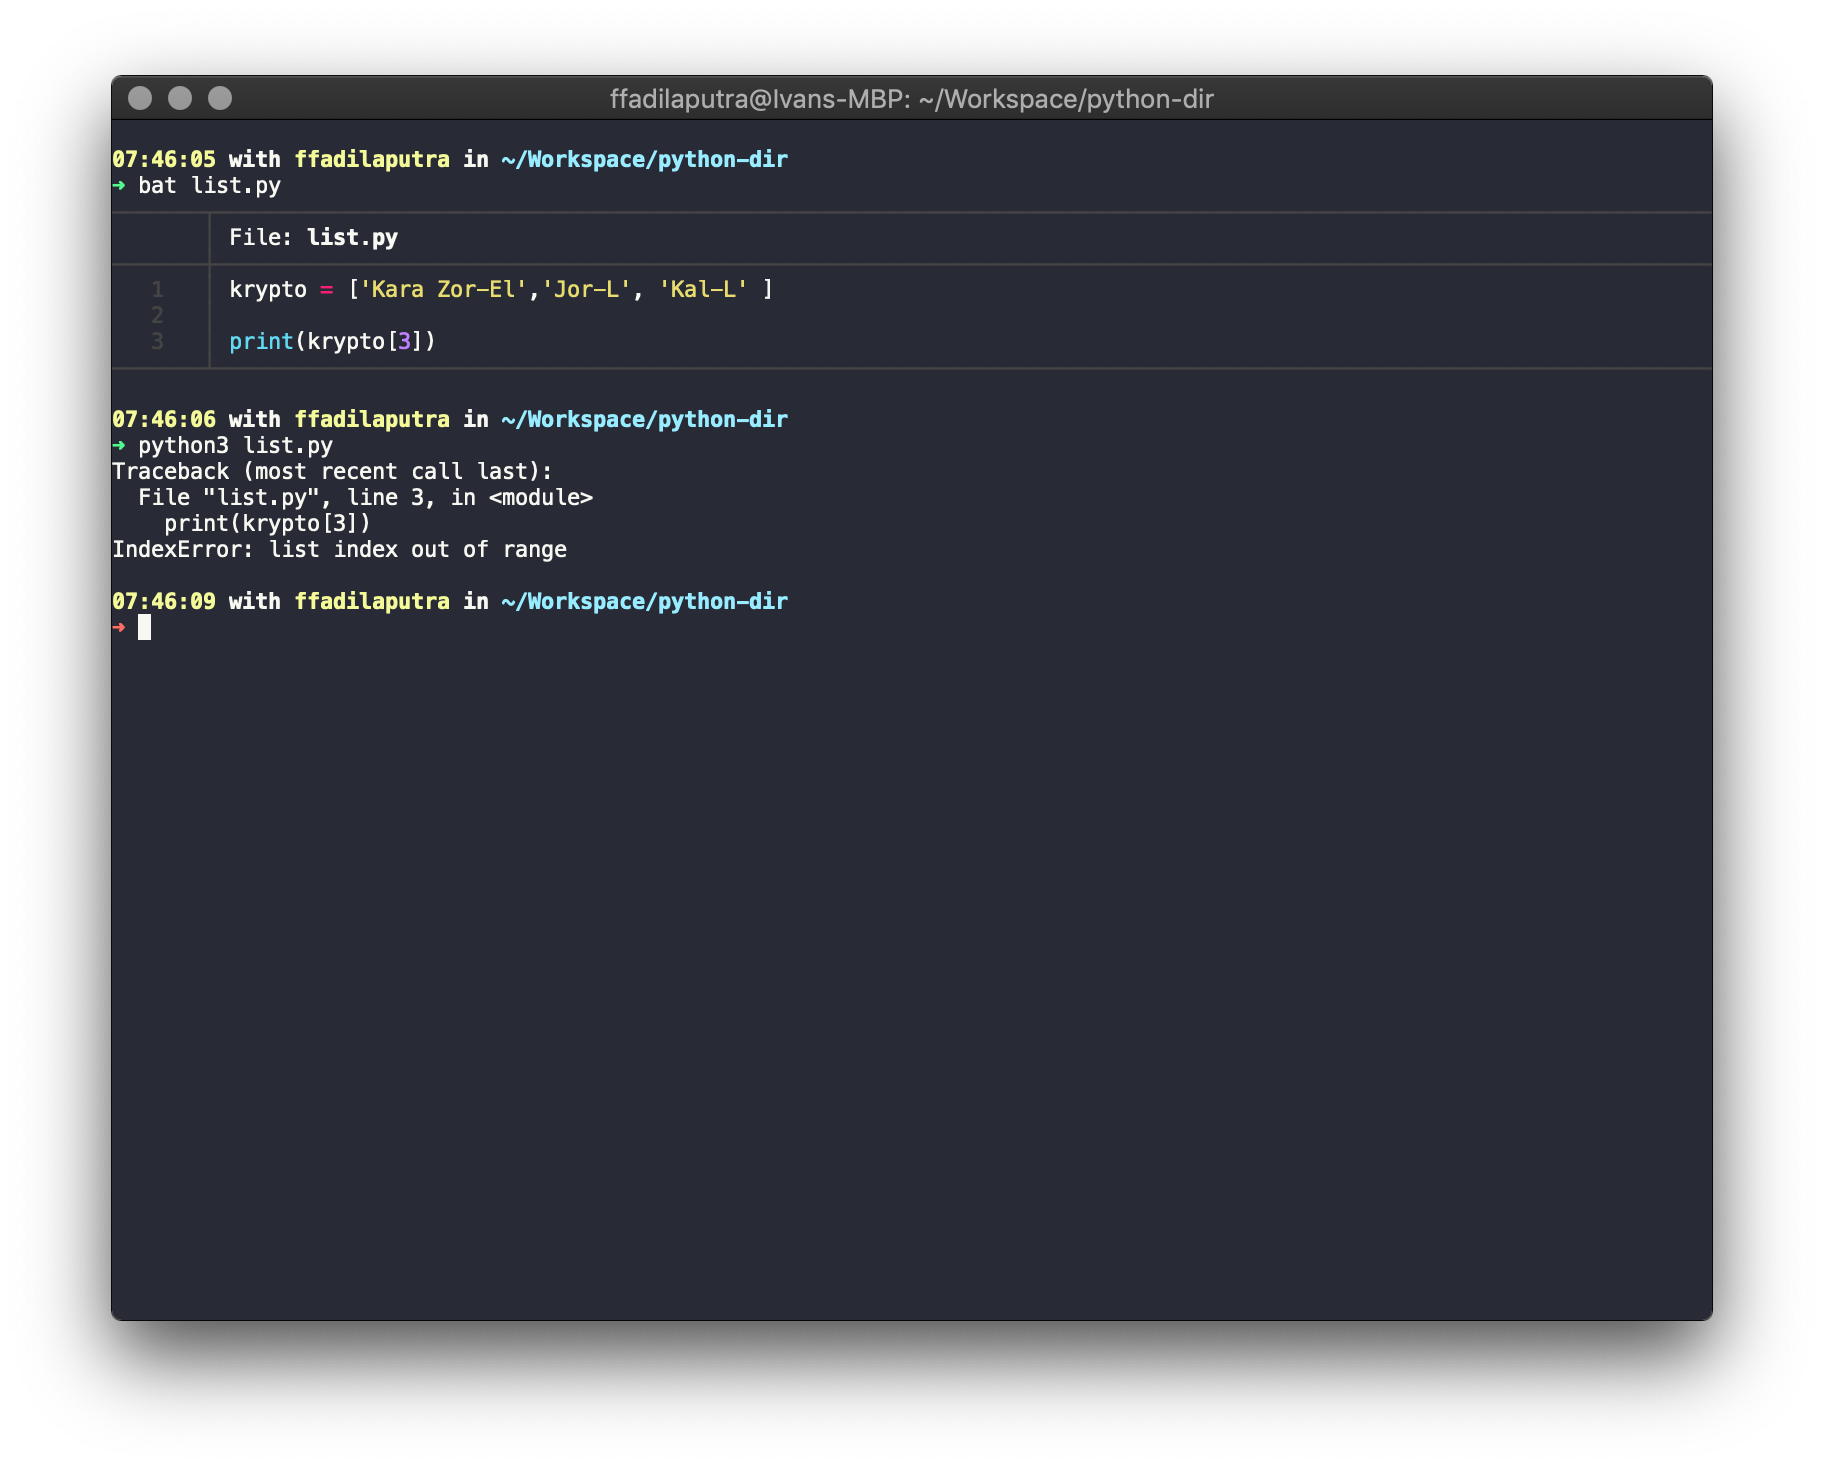 ffadilaputra@Ivans-MBP: ~/Workspace/python-dir
07:46:05 with ffadilaputra in ~/Workspace/python-dir
➜ bat list.py
File: list.py
1 krypto = ['Kara Zor-El','Jor-L', 'Kal-L' ]
2
3 print(krypto[3])
07:46:06 with ffadilaputra in ~/Workspace/python-dir
➜ python3 list.py
Traceback (most recent call last):
  File "list.py", line 3, in <module>
    print(krypto[3])
IndexError: list index out of range
07:46:09 with ffadilaputra in ~/Workspace/python-dir
➜